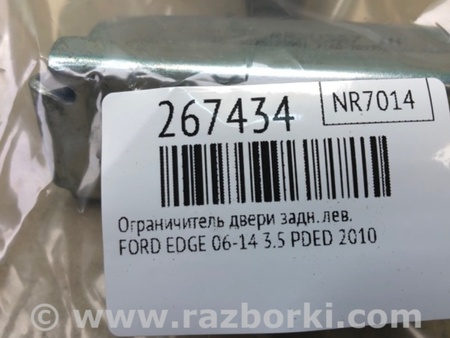 267434
NR7014
Ограничитель двери задн. лев.
FORD EDGE 06-14 3.5 PDED 2010
www.razborki.com